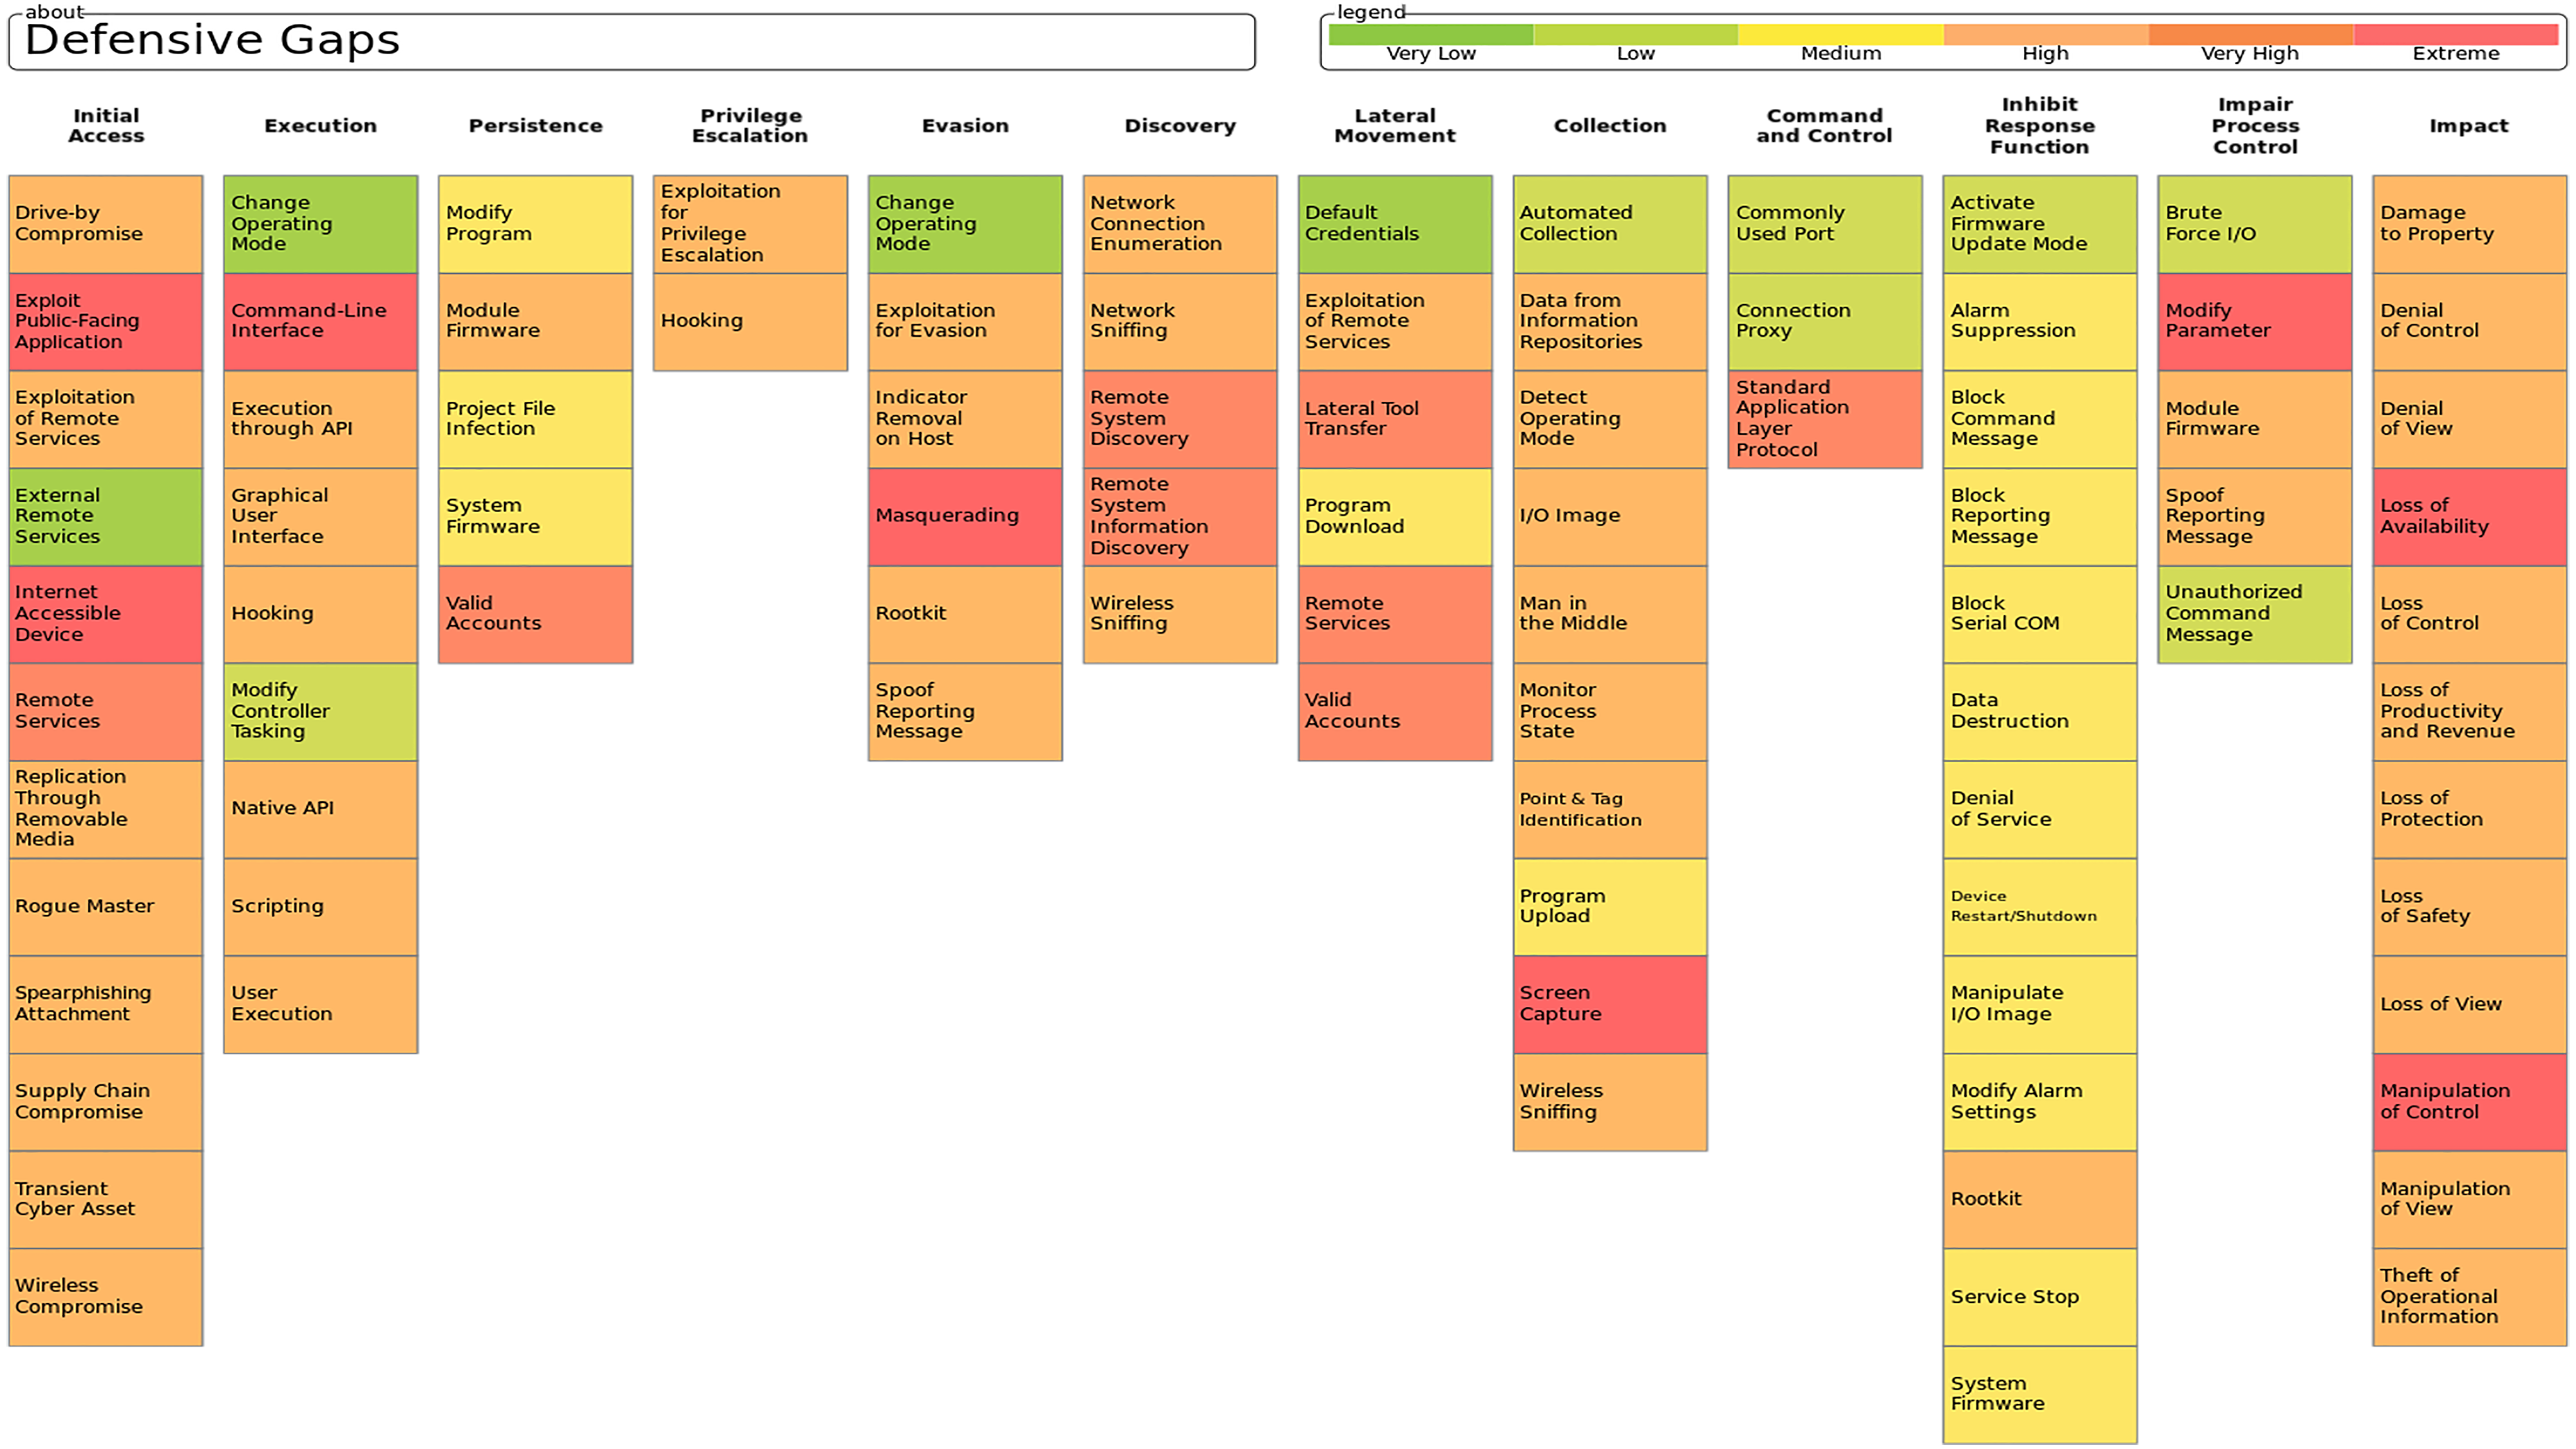 about
Defensive Gaps
legend
Very Low
Low
Medium
High
Very High
Extreme
Initial
Access
Drive-by
Compromise
Exploit
Public-Facing
Application
Exploitation
of Remote
Services
External
Remote
Services
Internet
Accessible
Device
Remote
Services
Replication
Through
Removable
Media
Rogue Master
Spearphishing
Attachment
Supply Chain
Compromise
Transient
Cyber Asset
Wireless
Compromise
Execution
Change
Operating
Mode
Command-Line
Interface
Execution
through API
Graphical
User
Interface
Hooking
Modify
Controller
Tasking
Native API
Scripting
User
Execution
Persistence
Modify
Program
Module
Firmware
Project File
Infection
System
Firmware
Valid
Accounts
Privilege
Escalation
Exploitation
for
Privilege
Escalation
Hooking
Evasion
Change
Operating
Mode
Exploitation
for Evasion
Indicator
Removal
on Host
Masquerading
Rootkit
Spoof
Reporting
Message
Discovery
Network
Connection
Enumeration
Network
Sniffing
Remote
System
Discovery
Remote
System
Information
Discovery
Wireless
Sniffing
Lateral
Movement
Default
Credentials
Exploitation
of Remote
Services
Lateral Tool
Transfer
Program
Download
Remote
Services
Valid
Accounts
Collection
Automated
Collection
Data from
Information
Repositories
Detect
Operating
Mode
I/O Image
Man in
the Middle
Monitor
Process
State
Point & Tag
Identification
Program
Upload
Screen
Capture
Wireless
Sniffing
Command
and Control
Commonly
Used Port
Connection
Proxy
Standard
Application
Layer
Protocol
Inhibit
Response
Function
Activate
Firmware
Update Mode
Alarm
Suppression
Block
Command
Message
Block
Reporting
Message
Block
Serial COM
Data
Destruction
Denial
of Service
Device
Restart/Shutdown
Manipulate
I/O Image
Modify Alarm
Settings
Rootkit
Service Stop
System
Firmware
Impair
Process
Control
Brute
Force I/O
Modify
Parameter
Module
Firmware
Spoof
Reporting
Message
Unauthorized
Command
Message
Impact
Damage
to Property
Denial
of Control
Denial
of View
Loss of
Availability
Loss
of Control
Loss of
Productivity
and Revenue
Loss of
Protection
Loss
of Safety
Loss of View
Manipulation
of Control
Manipulation
of View
Theft of
Operational
Information